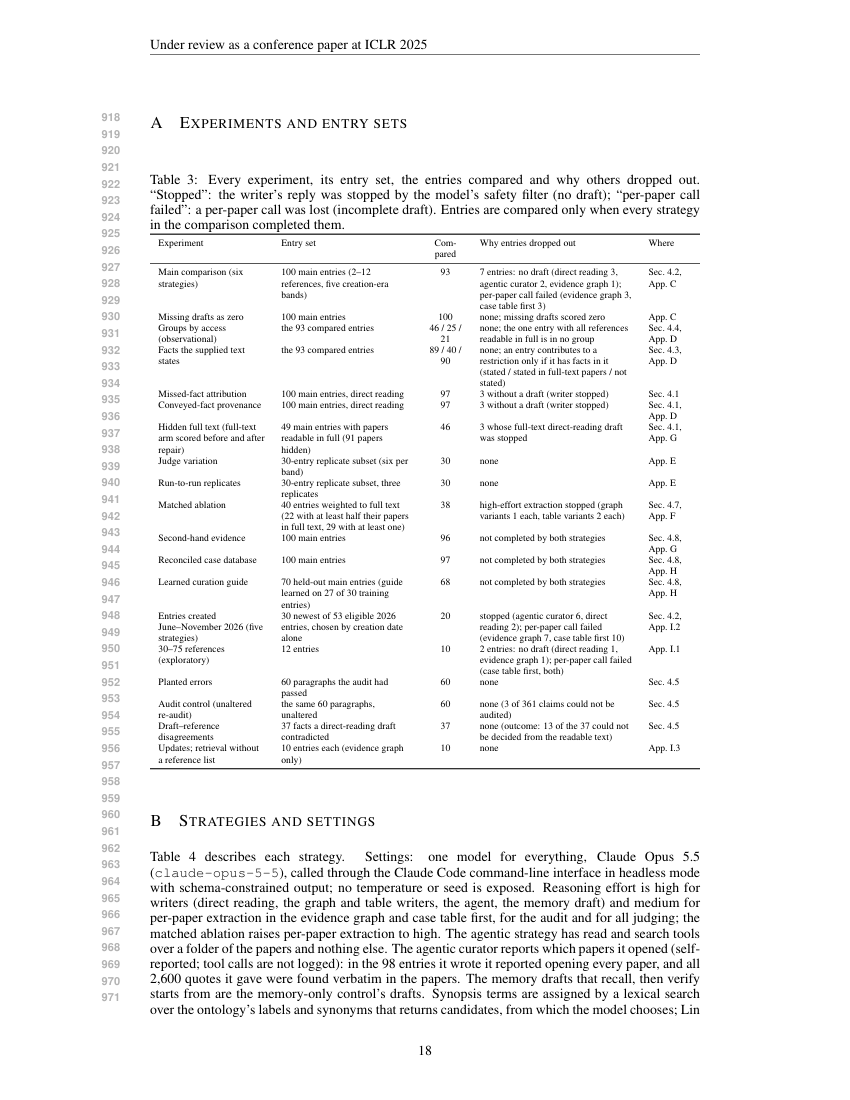 Under review as a conference paper at ICLR 2025
918
919
920
921
922
923
924
925
926
927
928
929
930
931
932
933
934
935
936
937
938
939
940
941
942
943
944
945
946
947
948
949
950
951
952
953
954
955
956
957
958
959
960
961
962
963
964
965
966
967
968
969
970
971
A EXPERIMENTS AND ENTRY SETS
Table 3: Every experiment, its entry set, the entries compared and why others dropped out.
“Stopped”: the writer’s reply was stopped by the model’s safety filter (no draft); “per-paper call
failed”: a per-paper call was lost (incomplete draft). Entries are compared only when every strategy
in the comparison completed them.
Experiment Entry set Com- Why entries dropped out Where
pared
Main comparison (six 100 main entries (2–12 93 7 entries: no draft (direct reading 3, Sec. 4.2,
strategies) references, five creation-era agentic curator 2, evidence graph 1); App. C
bands) per-paper call failed (evidence graph 3,
case table first 3)
Missing drafts as zero 100 main entries 100 none; missing drafts scored zero App. C
Groups by access the 93 compared entries 46 / 25 / none; the one entry with all references Sec. 4.4,
(observational) 21 readable in full is in no group App. D
Facts the supplied text the 93 compared entries 89 / 40 / none; an entry contributes to a Sec. 4.3,
states 90 restriction only if it has facts in it App. D
(stated / stated in full-text papers / not
stated)
Missed-fact attribution 100 main entries, direct reading 97 3 without a draft (writer stopped) Sec. 4.1
Conveyed-fact provenance 100 main entries, direct reading 97 3 without a draft (writer stopped) Sec. 4.1,
App. D
Hidden full text (full-text 49 main entries with papers 46 3 whose full-text direct-reading draft Sec. 4.1,
arm scored before and after readable in full (91 papers was stopped App. G
repair) hidden)
Judge variation 30-entry replicate subset (six per 30 none App. E
band)
Run-to-run replicates 30-entry replicate subset, three 30 none App. E
replicates
Matched ablation 40 entries weighted to full text 38 high-effort extraction stopped (graph Sec. 4.7,
(22 with at least half their papers variants 1 each, table variants 2 each) App. F
in full text, 29 with at least one)
Second-hand evidence 100 main entries 96 not completed by both strategies Sec. 4.8,
App. G
Reconciled case database 100 main entries 97 not completed by both strategies Sec. 4.8,
App. H
Learned curation guide 70 held-out main entries (guide 68 not completed by both strategies Sec. 4.8,
learned on 27 of 30 training App. H
entries)
Entries created 30 newest of 53 eligible 2026 20 stopped (agentic curator 6, direct Sec. 4.2,
June–November 2026 (five entries, chosen by creation date reading 2); per-paper call failed App. I.2
strategies) alone (evidence graph 7, case table first 10)
30–75 references 12 entries 10 2 entries: no draft (direct reading 1, App. I.1
(exploratory) evidence graph 1); per-paper call failed
(case table first, both)
Planted errors 60 paragraphs the audit had 60 none Sec. 4.5
passed
Audit control (unaltered the same 60 paragraphs, 60 none (3 of 361 claims could not be Sec. 4.5
re-audit) unaltered audited)
Draft–reference 37 facts a direct-reading draft 37 none (outcome: 13 of the 37 could not Sec. 4.5
disagreements contradicted be decided from the readable text)
Updates; retrieval without 10 entries each (evidence graph 10 none App. I.3
a reference list only)
B STRATEGIES AND SETTINGS
Table 4 describes each strategy. Settings: one model for everything, Claude Opus 5.5
(claude-opus-5-5), called through the Claude Code command-line interface in headless mode
with schema-constrained output; no temperature or seed is exposed. Reasoning effort is high for
writers (direct reading, the graph and table writers, the agent, the memory draft) and medium for
per-paper extraction in the evidence graph and case table first, for the audit and for all judging; the
matched ablation raises per-paper extraction to high. The agentic strategy has read and search tools
over a folder of the papers and nothing else. The agentic curator reports which papers it opened (self-
reported; tool calls are not logged): in the 98 entries it wrote it reported opening every paper, and all
2,600 quotes it gave were found verbatim in the papers. The memory drafts that recall, then verify
starts from are the memory-only control’s drafts. Synopsis terms are assigned by a lexical search
over the ontology’s labels and synonyms that returns candidates, from which the model chooses; Lin
18